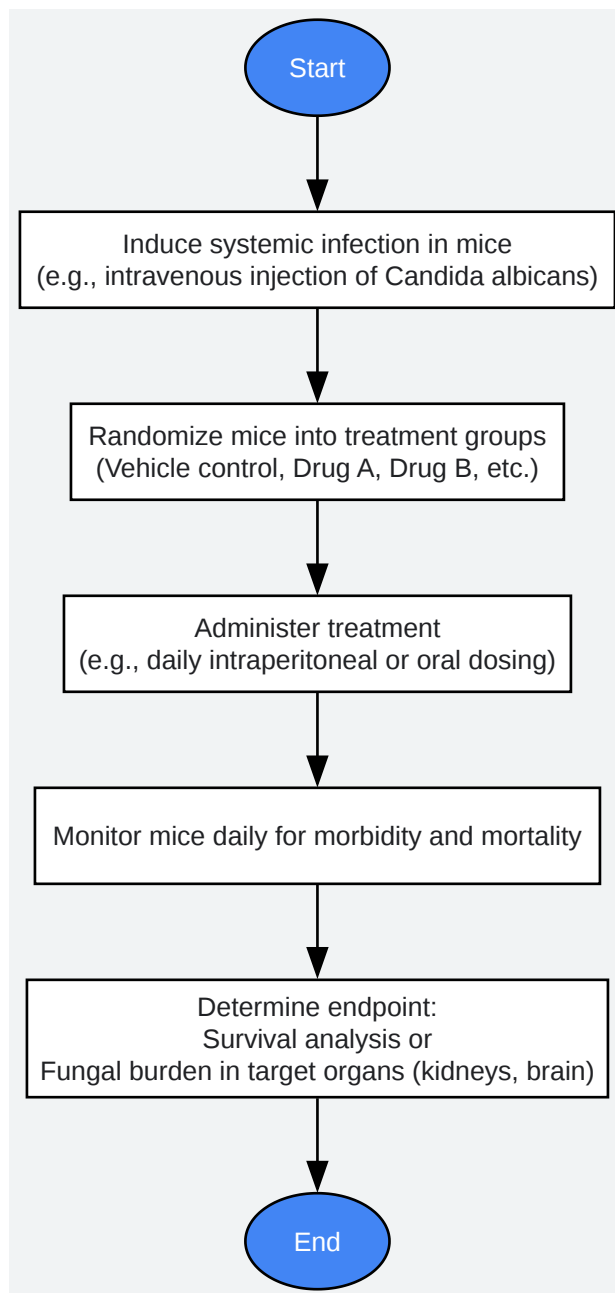 Start
Induce systemic infection in mice
(e.g., intravenous injection of Candida albicans)
Randomize mice into treatment groups
(Vehicle control, Drug A, Drug B, etc.)
Administer treatment
(e.g., daily intraperitoneal or oral dosing)
Monitor mice daily for morbidity and mortality
Determine endpoint:
Survival analysis or
Fungal burden in target organs (kidneys, brain)
End